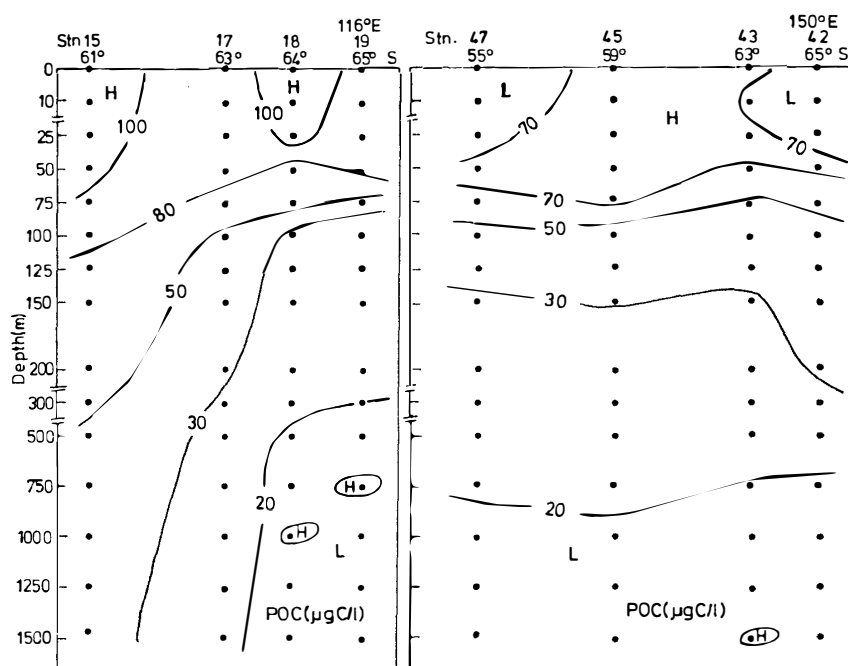 116°E
Stn 15 17 18 19
61° 63° 64° 65° S
150°E
Stn. 47 45 43 42
55° 59° 63° 65° S
0
10
25
50
75
100
125
150
200
300
500
750
1000
1250
1500
Depth(m)
H
100
H
100
80
50
30
20
H
H
L
POC(µgC/l)
L
70
H
L
70
70
50
30
20
L
POC(µgC/l)
H